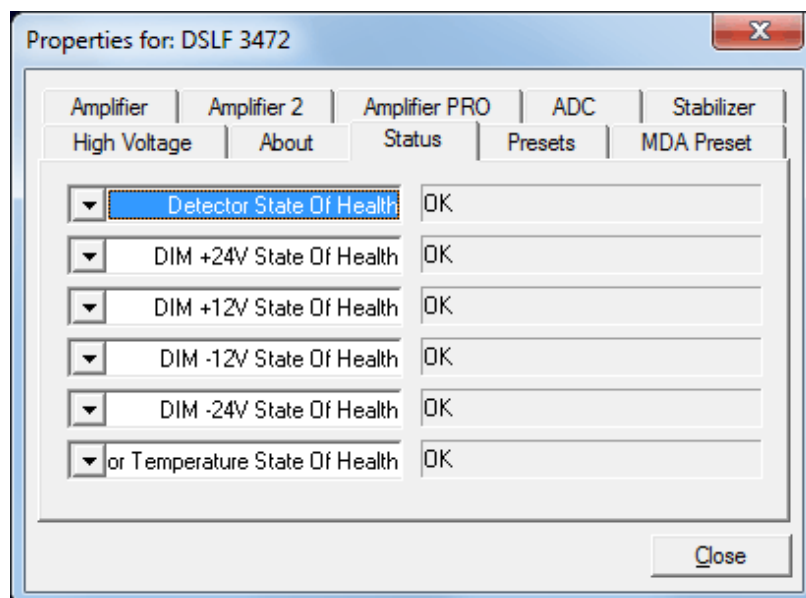 Properties for: DSLF 3472
Amplifier Amplifier 2 Amplifier PRO ADC Stabilizer
High Voltage About Status Presets MDA Preset
Detector State Of Health OK
DIM +24V State Of Health OK
DIM +12V State Of Health OK
DIM -12V State Of Health OK
DIM -24V State Of Health OK
or Temperature State Of Health OK
Close